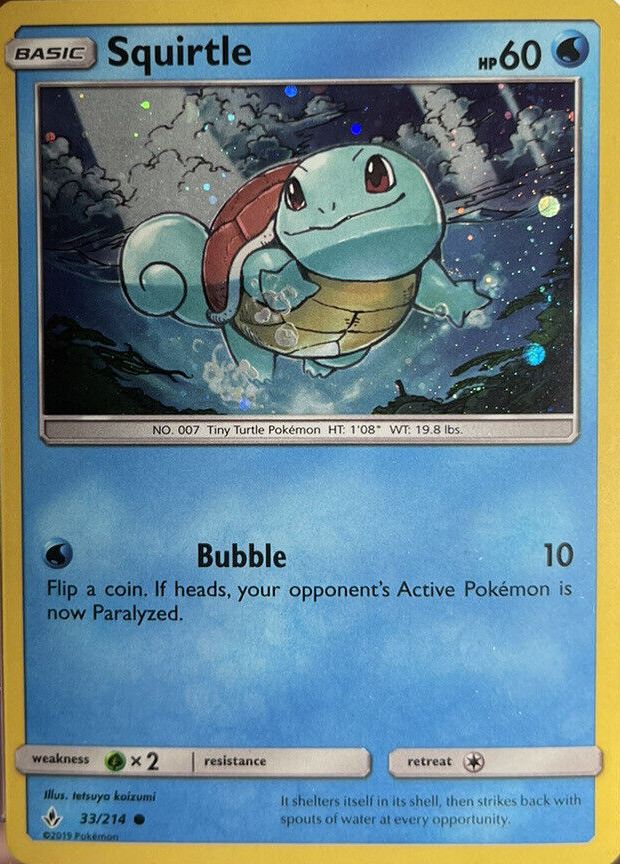 BASIC Squirtle HP 60
NO. 007 Tiny Turtle Pokémon HT: 1'08" WT: 19.8 lbs.
Bubble 10
Flip a coin. If heads, your opponent's Active Pokémon is
now Paralyzed.
weakness ×2 resistance retreat
Illus. tetsuya koizumi
33/214
©2019 Pokémon
It shelters itself in its shell, then strikes back with
spouts of water at every opportunity.